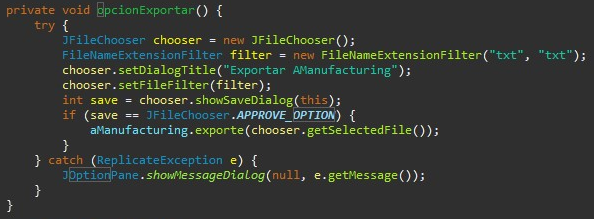 private void opcionExportar() {
try {
JFileChooser chooser = new JFileChooser();
FileNameExtensionFilter filter = new FileNameExtensionFilter("txt", "txt");
chooser.setDialogTitle("Exportar AManufacturing");
chooser.setFileFilter(filter);
int save = chooser.showSaveDialog(this);
if (save == JFileChooser.APPROVE_OPTION) {
aManufacturing.exporte(chooser.getSelectedFile());
}
} catch (ReplicateException e) {
JOptionPane.showMessageDialog(null, e.getMessage());
}
}